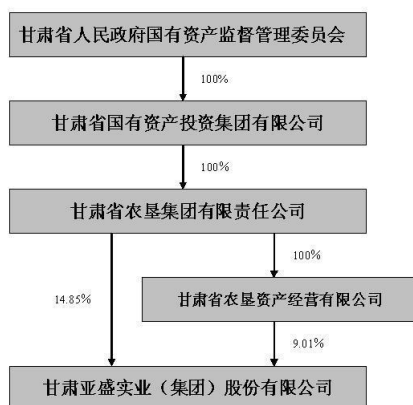 甘肃省人民政府国有资产监督管理委员会
100%
甘肃省国有资产投资集团有限公司
100%
甘肃省农垦集团有限责任公司
100%
14.85%
甘肃省农垦资产经营有限公司
9.01%
甘肃亚盛实业（集团）股份有限公司